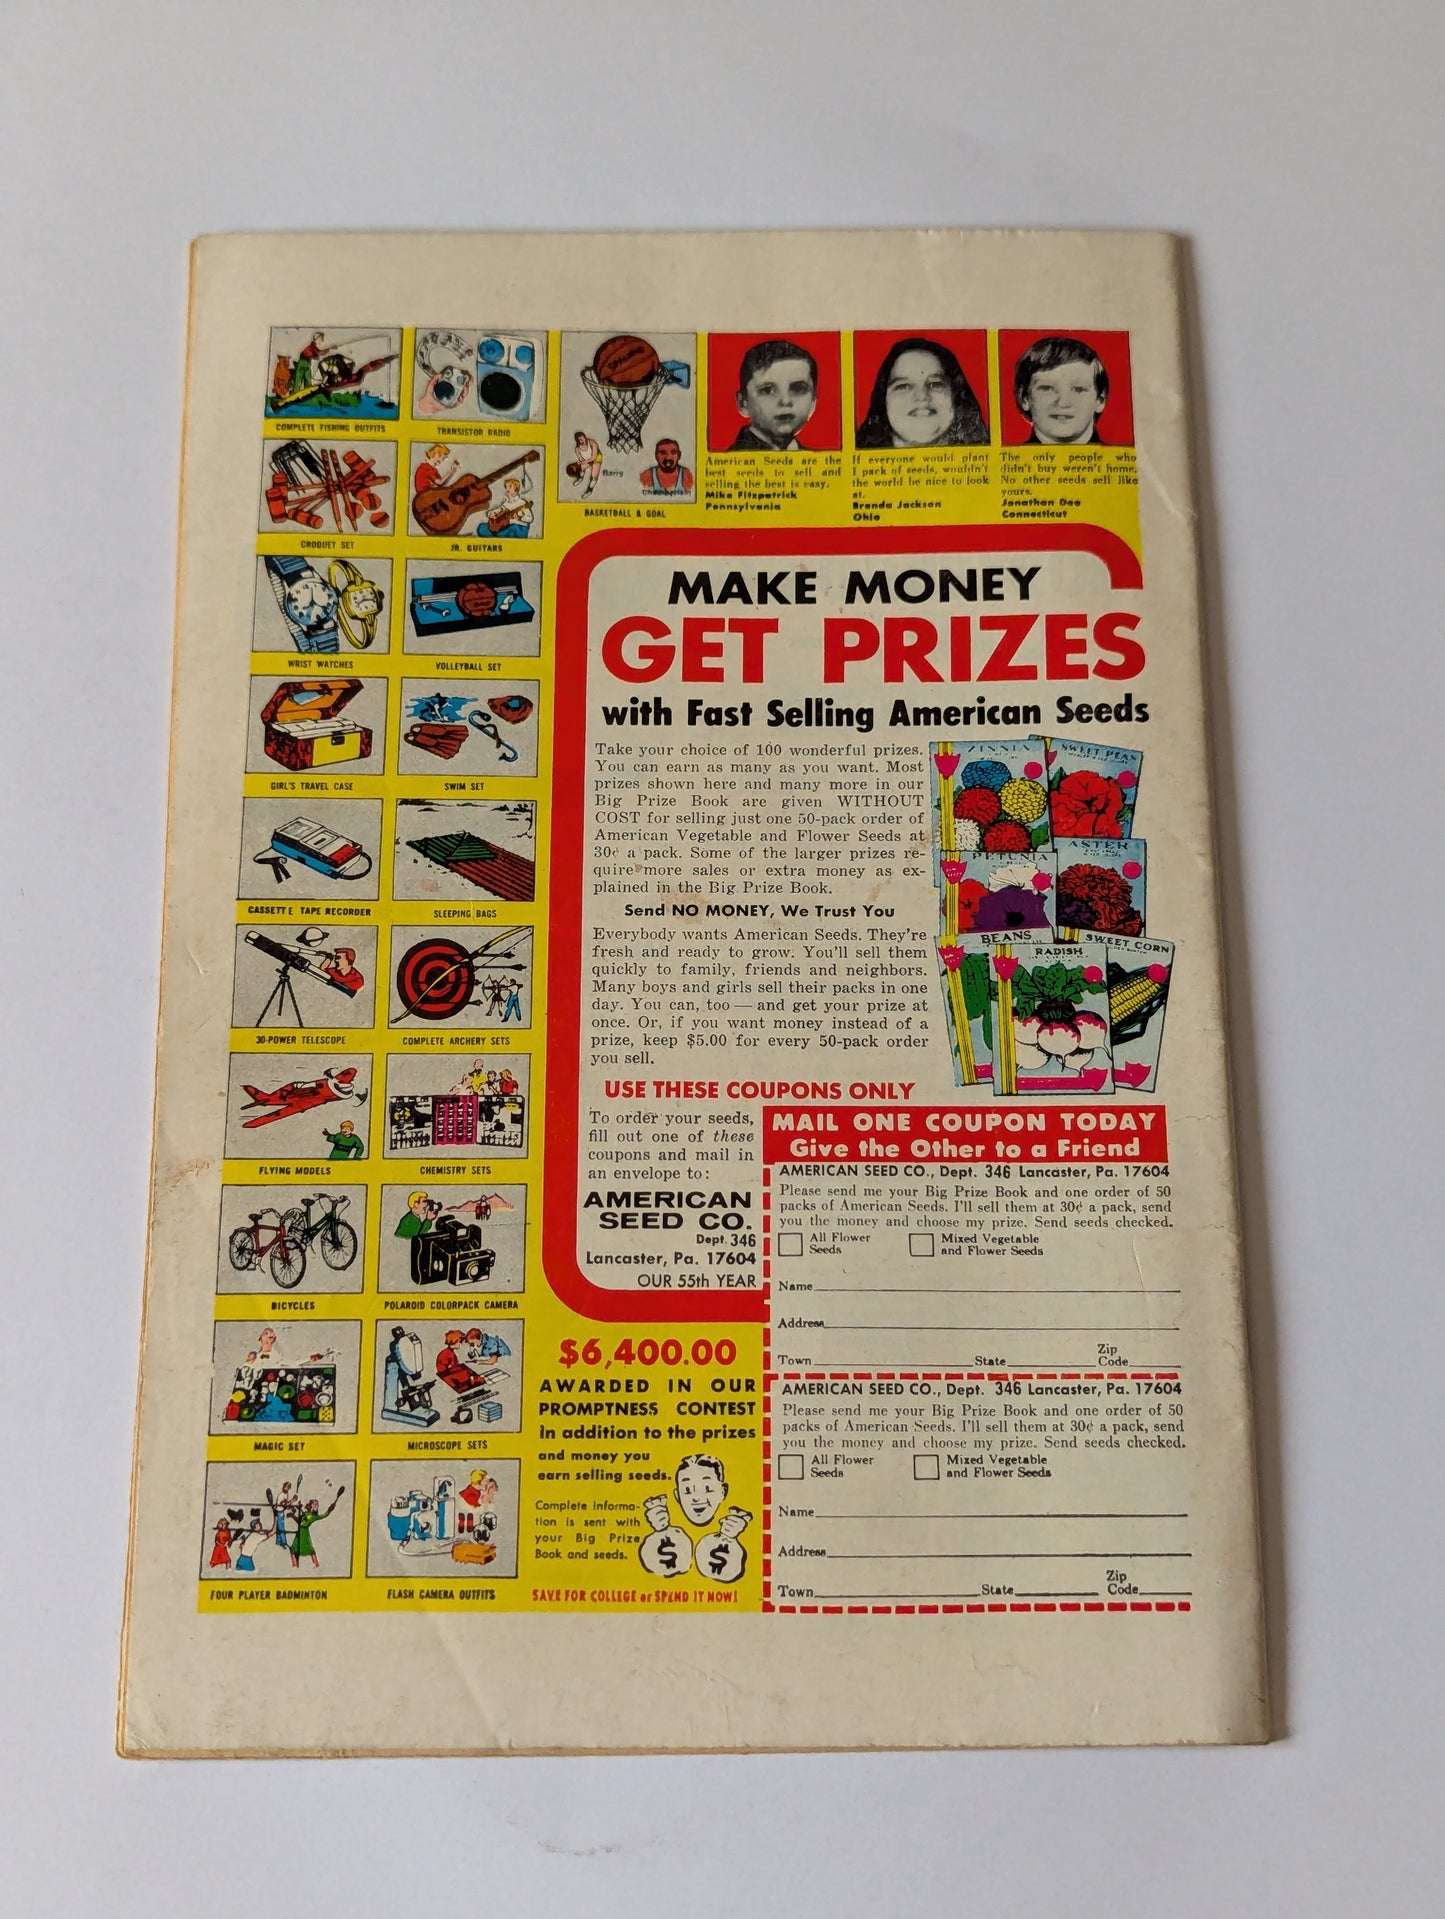 COMPLETE FISHING OUTFITS
TRANSISTOR RADIO
CROQUET SET
JR. GUITARS
SPALDING
Barry
Chamberlain
BASKETBALL & GOAL
WRIST WATCHES
VOLLEYBALL SET
GIRL'S TRAVEL CASE
SWIM SET
CASSETTE TAPE RECORDER
SLEEPING BAGS
30-POWER TELESCOPE
COMPLETE ARCHERY SETS
FLYING MODELS
CHEMISTRY SETS
BICYCLES
POLAROID COLORPACK CAMERA
MAGIC SET
MICROSCOPE SETS
FOUR PLAYER BADMINTON
FLASH CAMERA OUTFITS
American Seeds are the
best seeds to sell and
selling the best is easy.
Mike Fitzpatrick
Pennsylvania
If everyone would plant
1 pack of seeds, wouldn't
the world be nice to look
at.
Brenda Jackson
Ohio
The only people who
didn't buy weren't home.
No other seeds sell like
yours.
Jonathan Dee
Connecticut
MAKE MONEY
GET PRIZES
with Fast Selling American Seeds
Take your choice of 100 wonderful prizes.
You can earn as many as you want. Most
prizes shown here and many more in our
Big Prize Book are given WITHOUT
COST for selling just one 50-pack order of
American Vegetable and Flower Seeds at
30¢ a pack. Some of the larger prizes re-
quire more sales or extra money as ex-
plained in the Big Prize Book.
Send NO MONEY, We Trust You
Everybody wants American Seeds. They're
fresh and ready to grow. You'll sell them
quickly to family, friends and neighbors.
Many boys and girls sell their packs in one
day. You can, too — and get your prize at
once. Or, if you want money instead of a
prize, keep $5.00 for every 50-pack order
you sell.
ZINNIA
SWEET PEAS
PETUNIA
ASTER
BEANS
RADISH
SWEET CORN
USE THESE COUPONS ONLY
To order your seeds,
fill out one of these
coupons and mail in
an envelope to:
AMERICAN
SEED CO.
Dept. 346
Lancaster, Pa. 17604
OUR 55th YEAR
$6,400.00
AWARDED IN OUR
PROMPTNESS CONTEST
in addition to the prizes
and money you
earn selling seeds.
Complete informa-
tion is sent with
your Big Prize
Book and seeds.
$ $
SAVE FOR COLLEGE or SPEND IT NOW!
MAIL ONE COUPON TODAY
Give the Other to a Friend
AMERICAN SEED CO., Dept. 346 Lancaster, Pa. 17604
Please send me your Big Prize Book and one order of 50
packs of American Seeds. I'll sell them at 30¢ a pack, send
you the money and choose my prize. Send seeds checked.
All Flower Seeds
Mixed Vegetable and Flower Seeds
Name
Address
Town State Zip Code
AMERICAN SEED CO., Dept. 346 Lancaster, Pa. 17604
Please send me your Big Prize Book and one order of 50
packs of American Seeds. I'll sell them at 30¢ a pack, send
you the money and choose my prize. Send seeds checked.
All Flower Seeds
Mixed Vegetable and Flower Seeds
Name
Address
Town State Zip Code